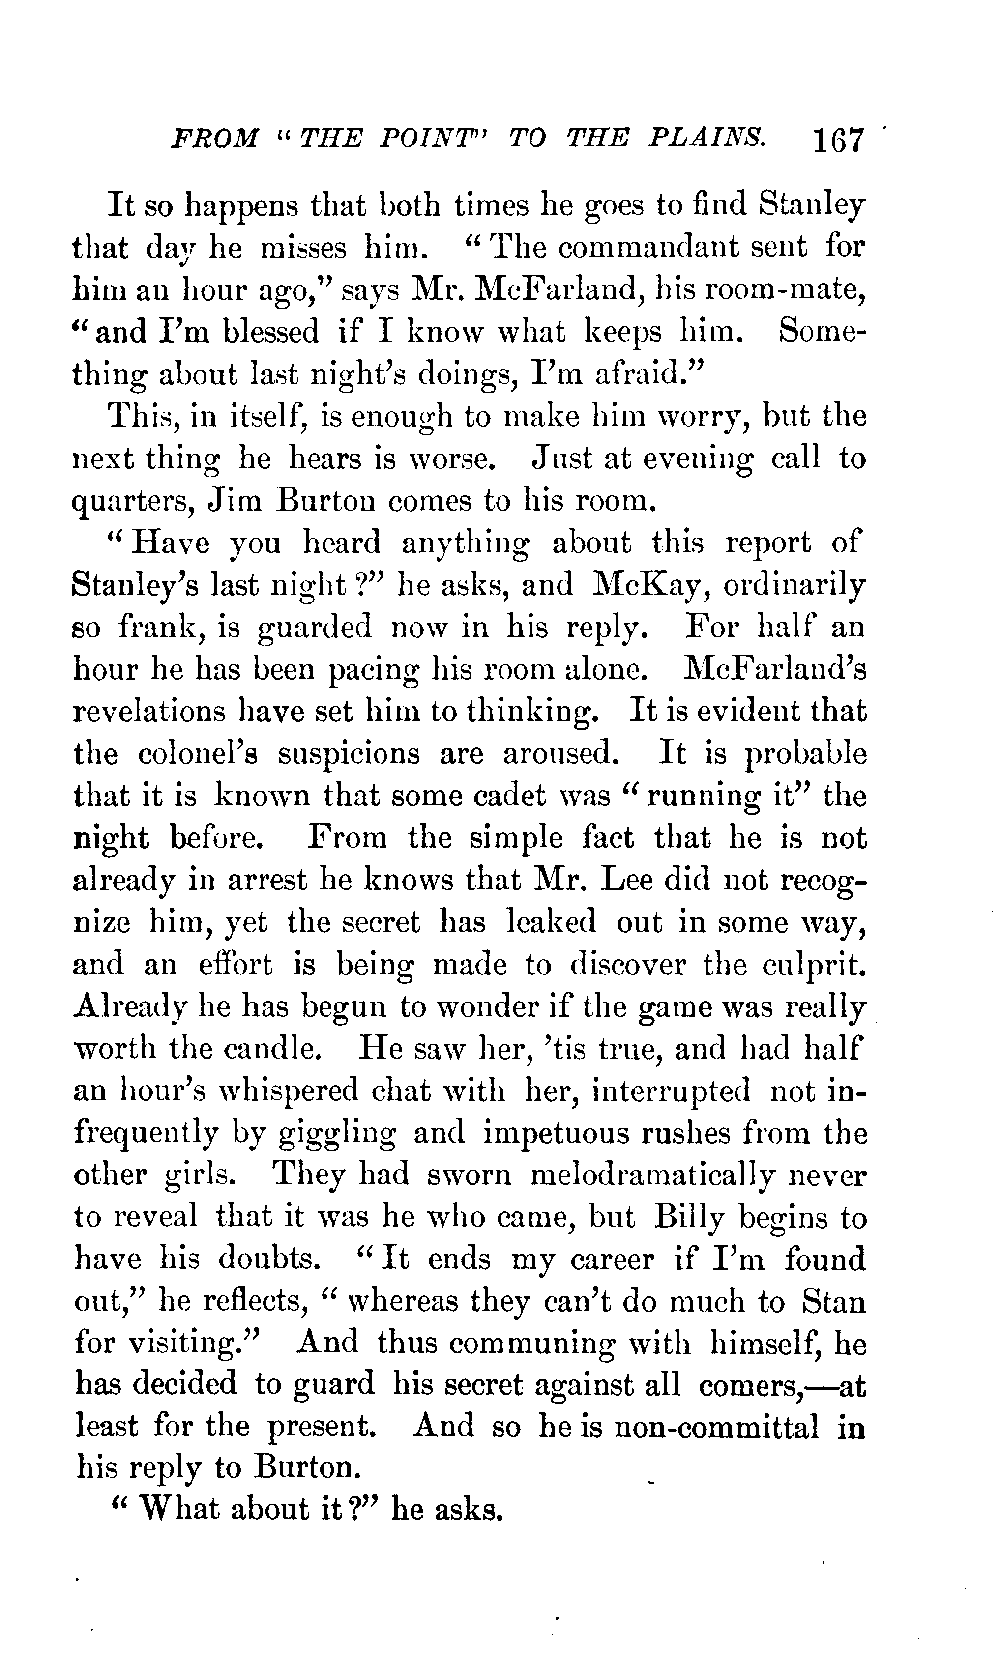 FROM "THE POINT" TO THE PLAINS. 167
It so happens that both times he goes to find Stanley
that day he misses him. "The commandant sent for
him an hour ago," says Mr. McFarland, his room-mate,
"and I'm blessed if I know what keeps him. Some-
thing about last night's doings, I'm afraid."
This, in itself, is enough to make him worry, but the
next thing he hears is worse. Just at evening call to
quarters, Jim Burton comes to his room.
"Have you heard anything about this report of
Stanley's last night?" he asks, and McKay, ordinarily
so frank, is guarded now in his reply. For half an
hour he has been pacing his room alone. McFarland's
revelations have set him to thinking. It is evident that
the colonel's suspicions are aroused. It is probable
that it is known that some cadet was "running it" the
night before. From the simple fact that he is not
already in arrest he knows that Mr. Lee did not recog-
nize him, yet the secret has leaked out in some way,
and an effort is being made to discover the culprit.
Already he has begun to wonder if the game was really
worth the candle. He saw her, 'tis true, and had half
an hour's whispered chat with her, interrupted not in-
frequently by giggling and impetuous rushes from the
other girls. They had sworn melodramatically never
to reveal that it was he who came, but Billy begins to
have his doubts. "It ends my career if I'm found
out," he reflects, "whereas they can't do much to Stan
for visiting." And thus communing with himself, he
has decided to guard his secret against all comers,—at
least for the present. And so he is non-committal in
his reply to Burton.
"What about it?" he asks.